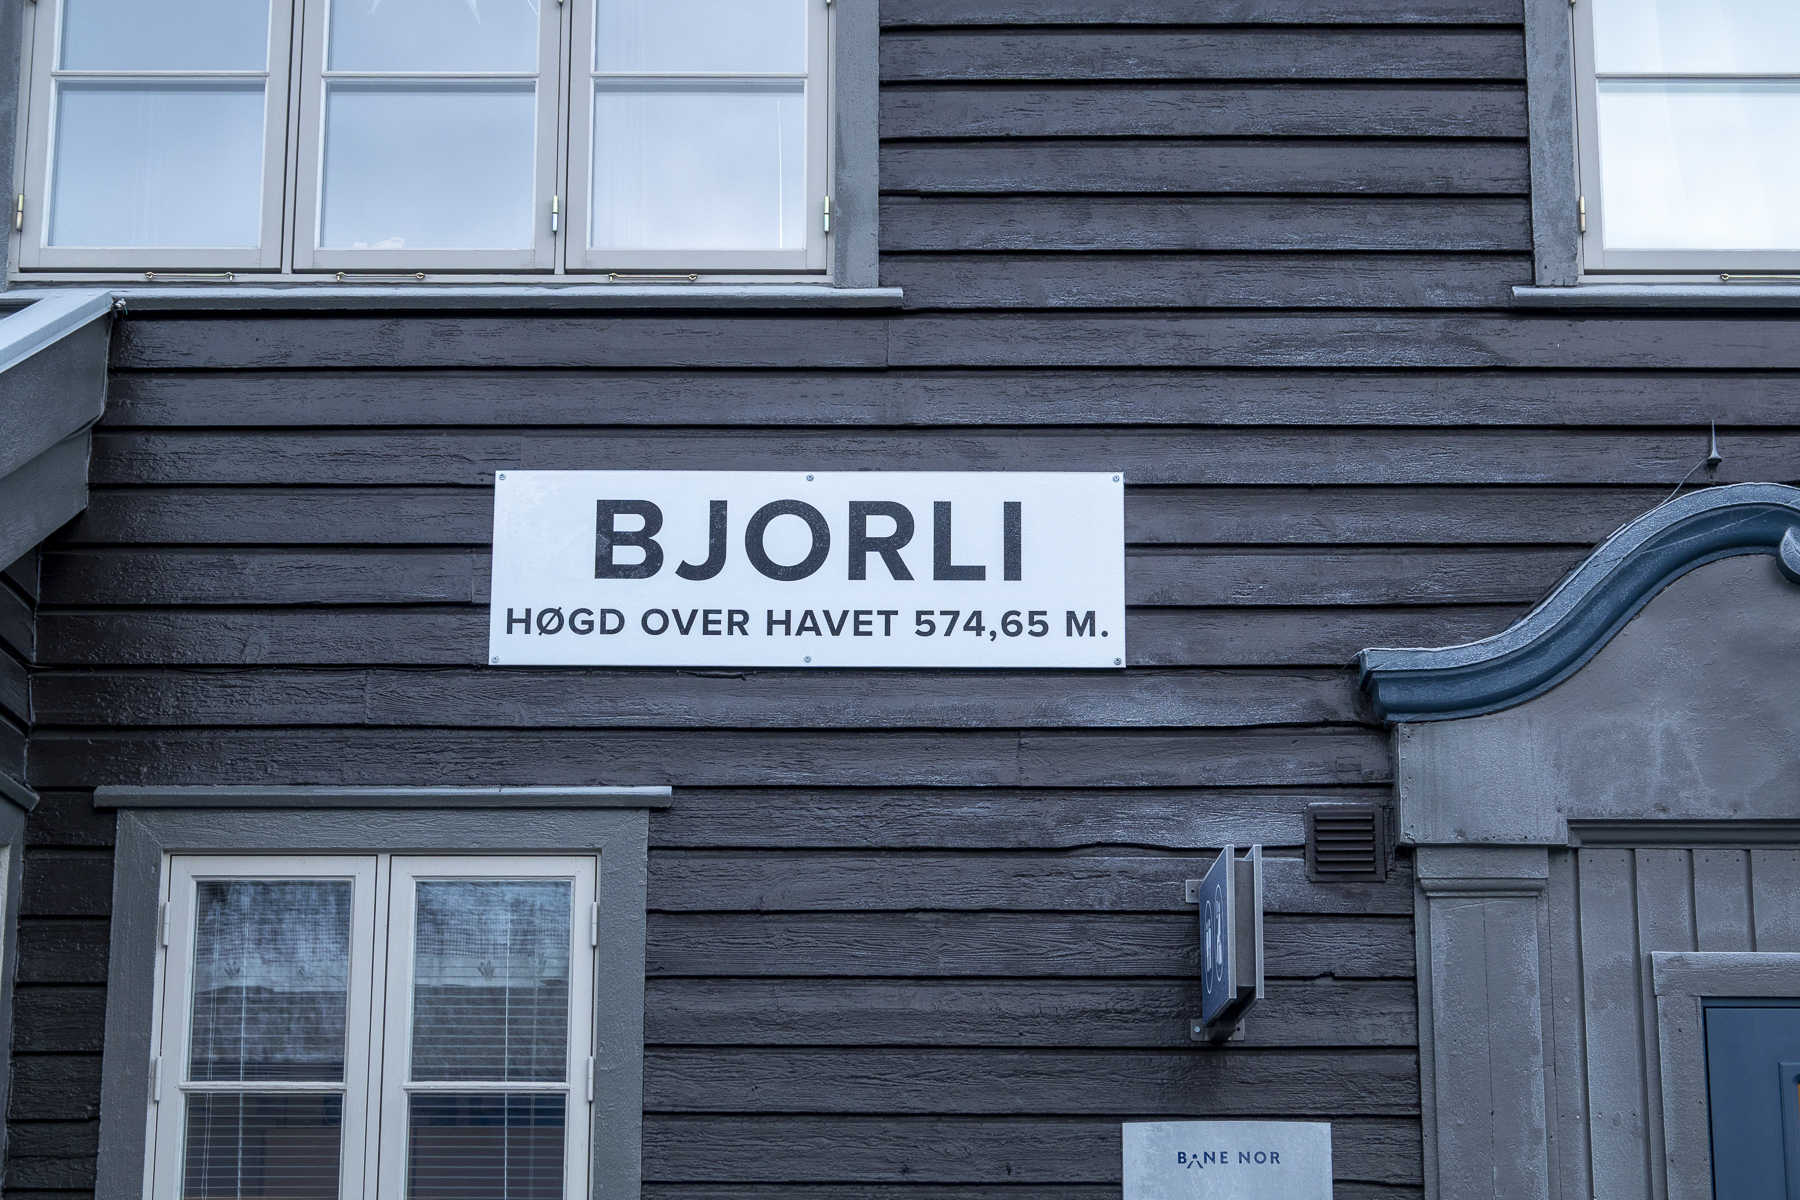 BJORLI
HØGD OVER HAVET 574,65 M.
BANE NOR